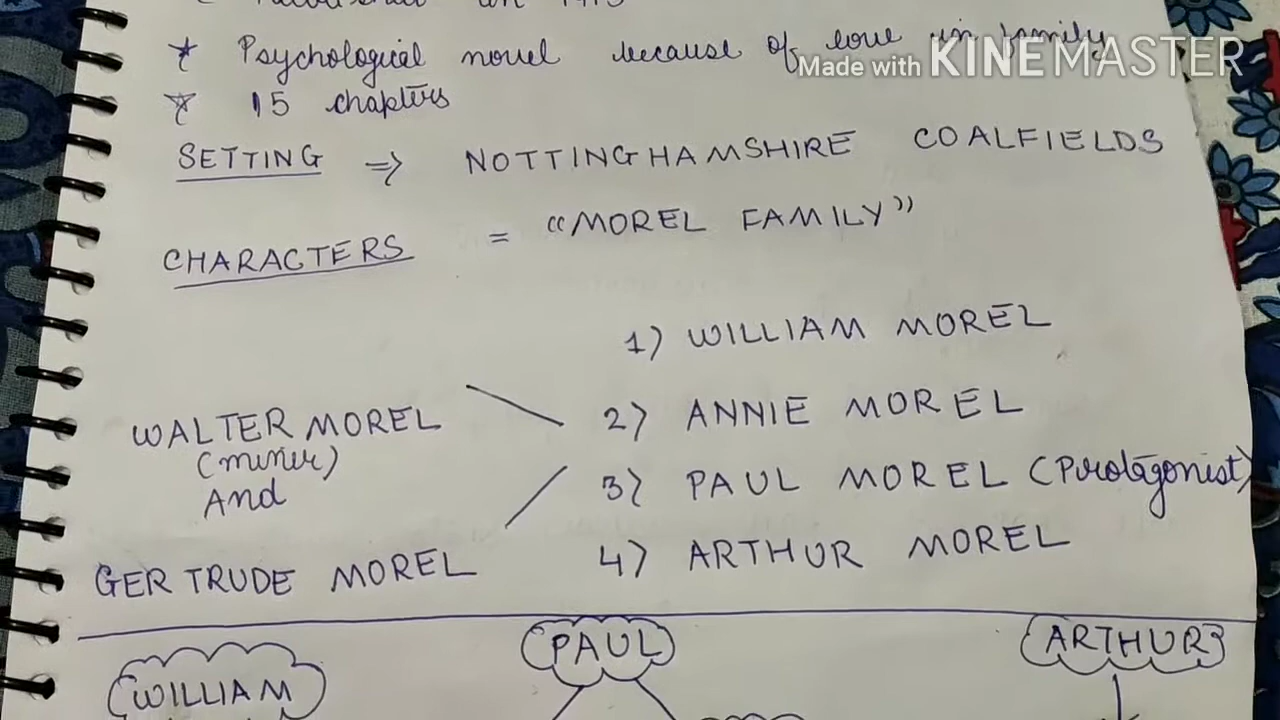 in 1913
☆ Psychological novel because of love in family
Made with KINEMASTER
☆ 15 chapters
SETTING => NOTTINGHAMSHIRE COALFIELDS
CHARACTERS = "MOREL FAMILY"
1) WILLIAM MOREL
WALTER MOREL
(miner)
And
GERTRUDE MOREL
2) ANNIE MOREL
3) PAUL MOREL (Protagonist)
4) ARTHUR MOREL
WILLIAM
PAUL
ARTHUR